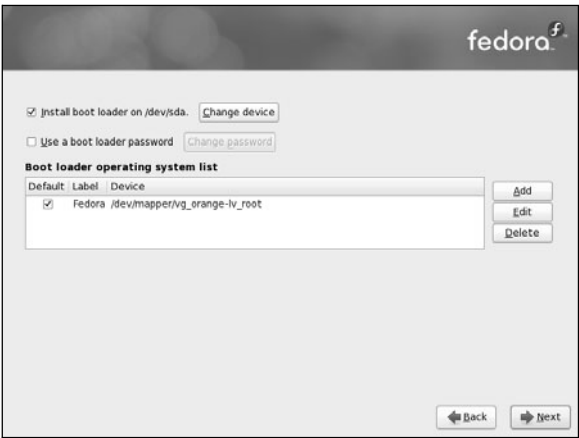 fedora
Install boot loader on /dev/sda. Change device
Use a boot loader password Change password
Boot loader operating system list
Default Label Device
Fedora /dev/mapper/vg_orange-lv_root
Add
Edit
Delete
Back Next